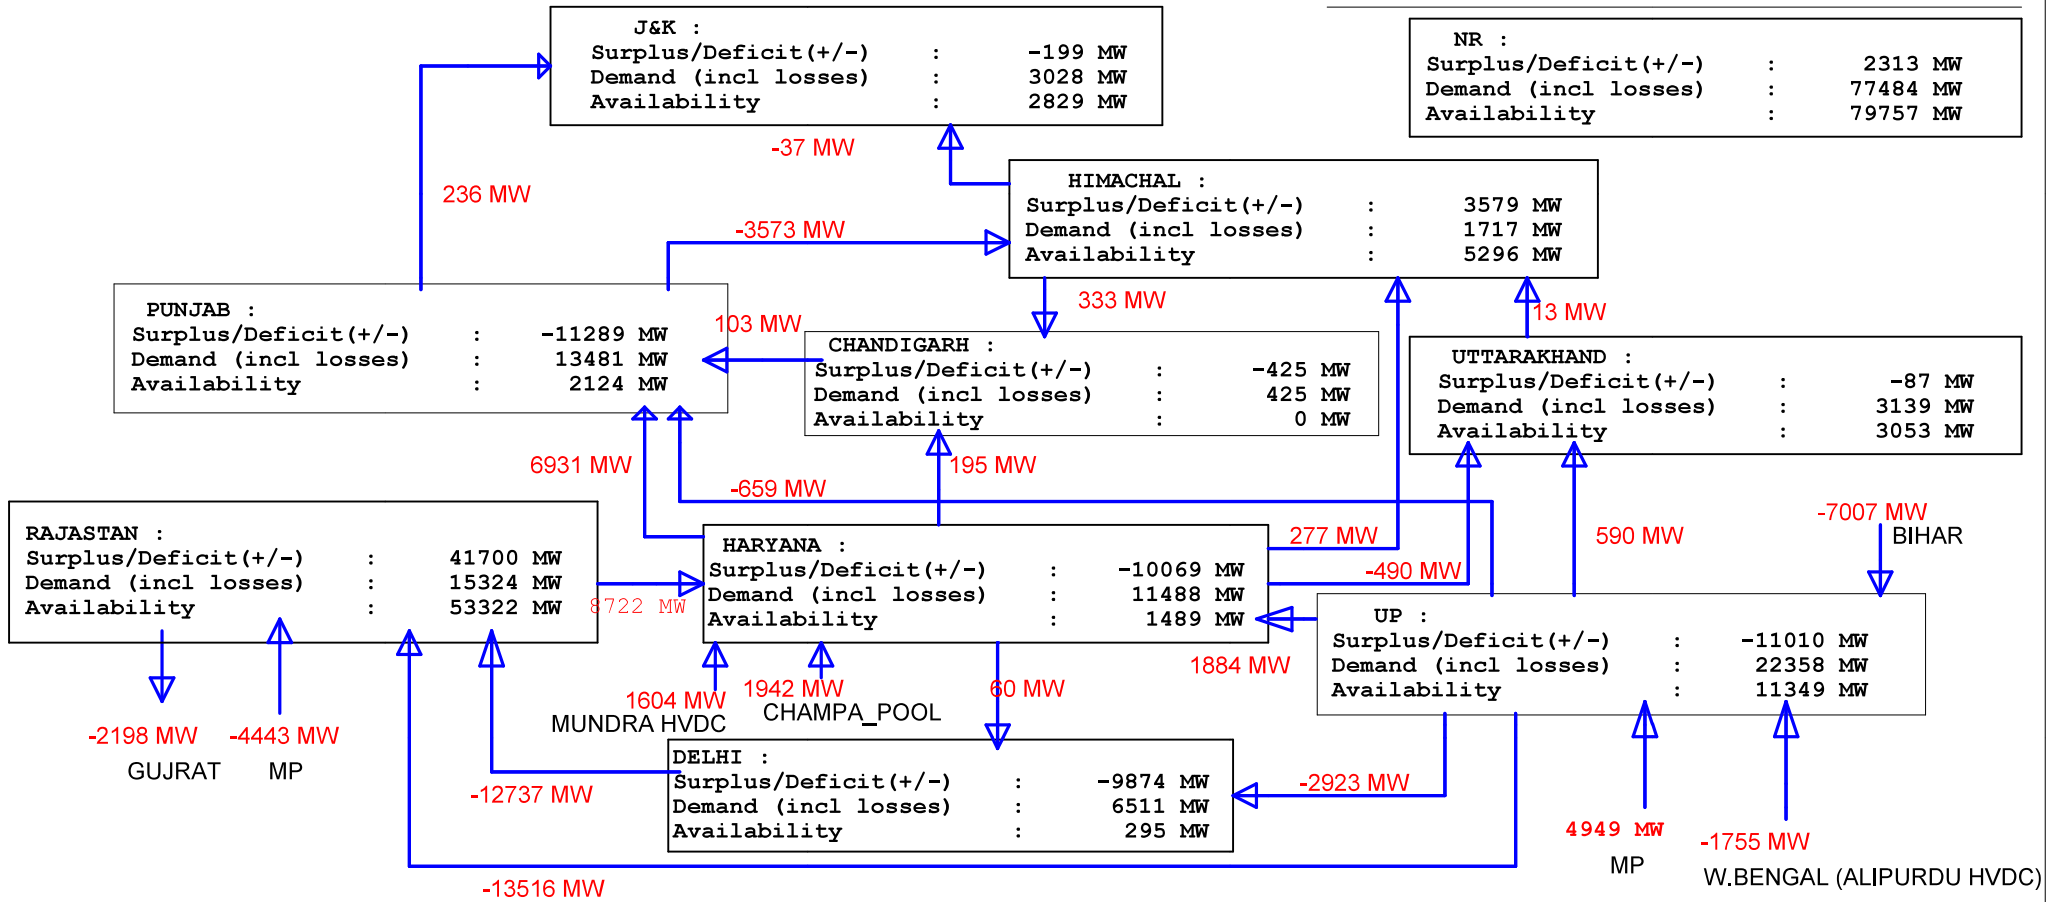 J&K :
Surplus/Deficit(+/-) : -199 MW
Demand (incl losses) : 3028 MW
Availability : 2829 MW
NR :
Surplus/Deficit(+/-) : 2313 MW
Demand (incl losses) : 77484 MW
Availability : 79757 MW
-37 MW
236 MW
HIMACHAL :
Surplus/Deficit(+/-) : 3579 MW
Demand (incl losses) : 1717 MW
Availability : 5296 MW
-3573 MW
333 MW
13 MW
PUNJAB :
Surplus/Deficit(+/-) : -11289 MW
Demand (incl losses) : 13481 MW
Availability : 2124 MW
103 MW
CHANDIGARH :
Surplus/Deficit(+/-) : -425 MW
Demand (incl losses) : 425 MW
Availability : 0 MW
UTTARAKHAND :
Surplus/Deficit(+/-) : -87 MW
Demand (incl losses) : 3139 MW
Availability : 3053 MW
6931 MW
195 MW
-659 MW
RAJASTAN :
Surplus/Deficit(+/-) : 41700 MW
Demand (incl losses) : 15324 MW
Availability : 53322 MW
8722 MW
HARYANA :
Surplus/Deficit(+/-) : -10069 MW
Demand (incl losses) : 11488 MW
Availability : 1489 MW
277 MW
-490 MW
590 MW
-7007 MW
BIHAR
UP :
Surplus/Deficit(+/-) : -11010 MW
Demand (incl losses) : 22358 MW
Availability : 11349 MW
1884 MW
1604 MW
MUNDRA HVDC
1942 MW
CHAMPA_POOL
60 MW
-2198 MW
GUJRAT
-4443 MW
MP
-12737 MW
DELHI :
Surplus/Deficit(+/-) : -9874 MW
Demand (incl losses) : 6511 MW
Availability : 295 MW
-2923 MW
4949 MW
MP
-1755 MW
W.BENGAL (ALIPURDU HVDC)
-13516 MW